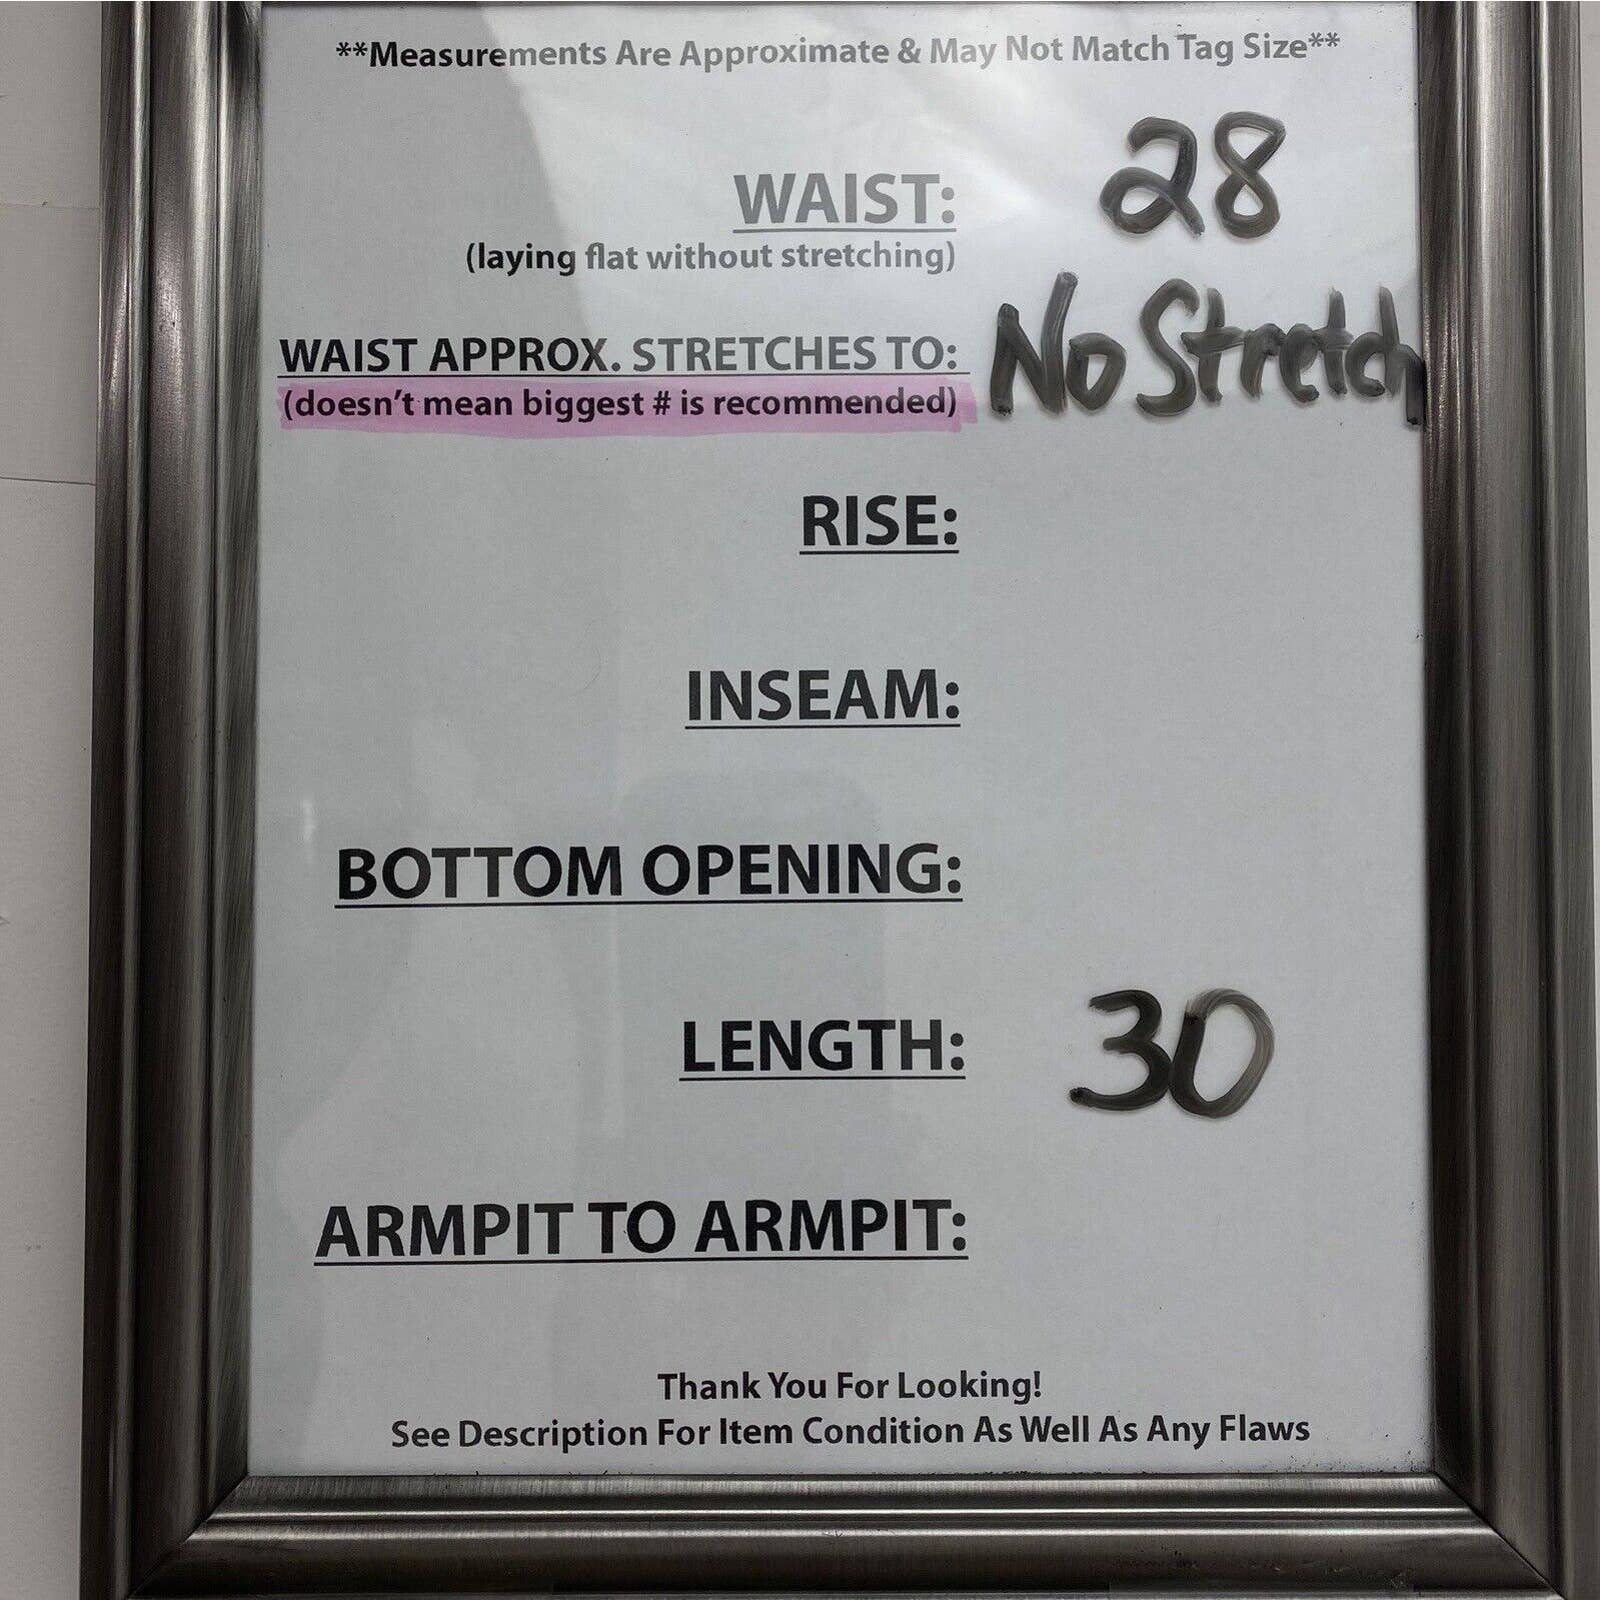 **Measurements Are Approximate & May Not Match Tag Size**
WAIST: 28
(laying flat without stretching)
WAIST APPROX. STRETCHES TO: No Stretch
(doesn't mean biggest # is recommended)
RISE:
INSEAM:
BOTTOM OPENING:
LENGTH: 30
ARMPIT TO ARMPIT:
Thank You For Looking!
See Description For Item Condition As Well As Any Flaws